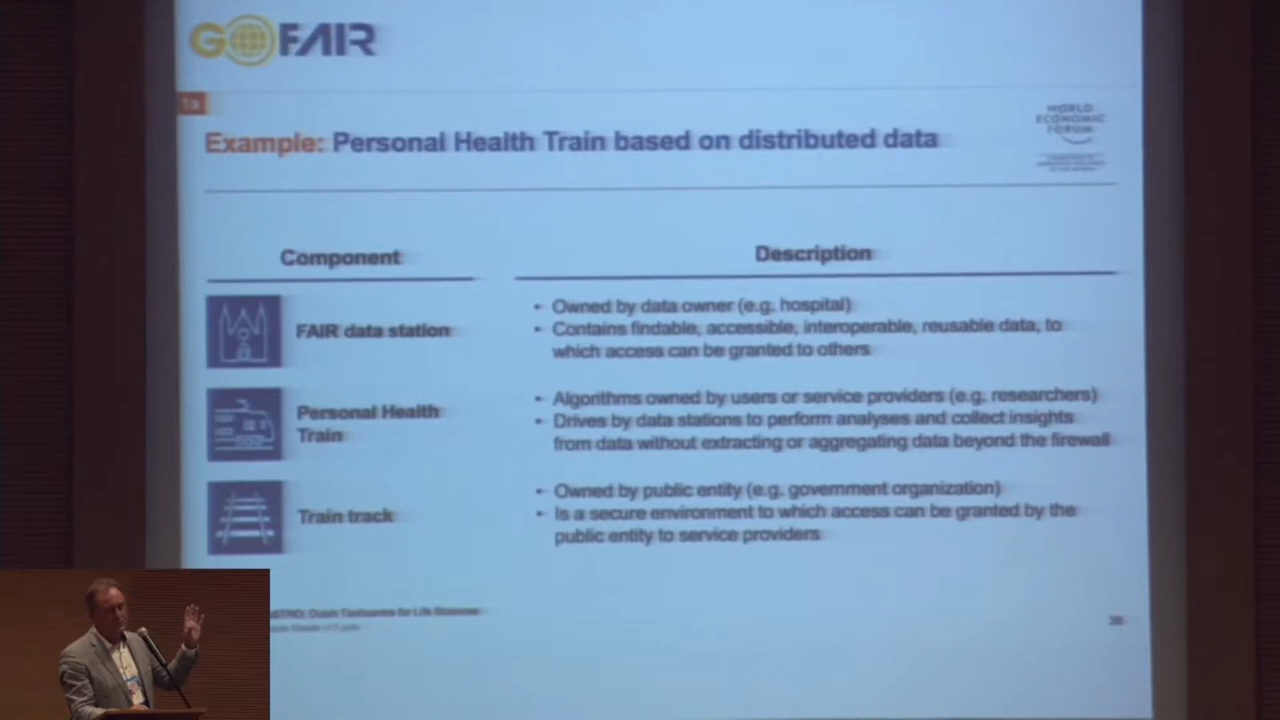 GOFAIR
1a
WORLD
ECONOMIC
FORUM
Example: Personal Health Train based on distributed data
Component
Description
FAIR data station
• Owned by data owner (e.g. hospital)
• Contains findable, accessible, interoperable, reusable data, to
which access can be granted to others
Personal Health
Train
• Algorithms owned by users or service providers (e.g. researchers)
• Drives by data stations to perform analyses and collect insights
from data without extracting or aggregating data beyond the firewall
Train track
• Owned by public entity (e.g. government organization)
• Is a secure environment to which access can be granted by the
public entity to service providers
Dutch Techcentre for Life Sciences